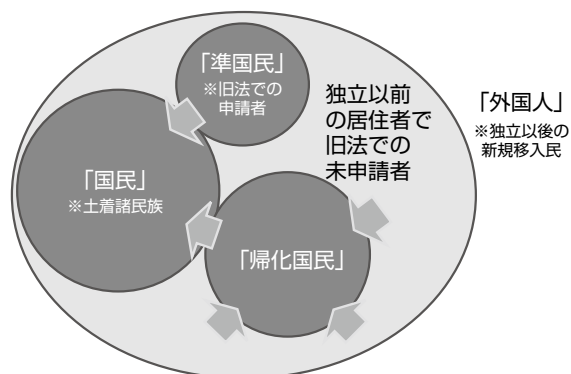 「準国民」
※旧法での
申請者
独立以前
の居住者で
旧法での
未申請者
「外国人」
※独立以後の
新規移入民
「国民」
※土着諸民族
「帰化国民」